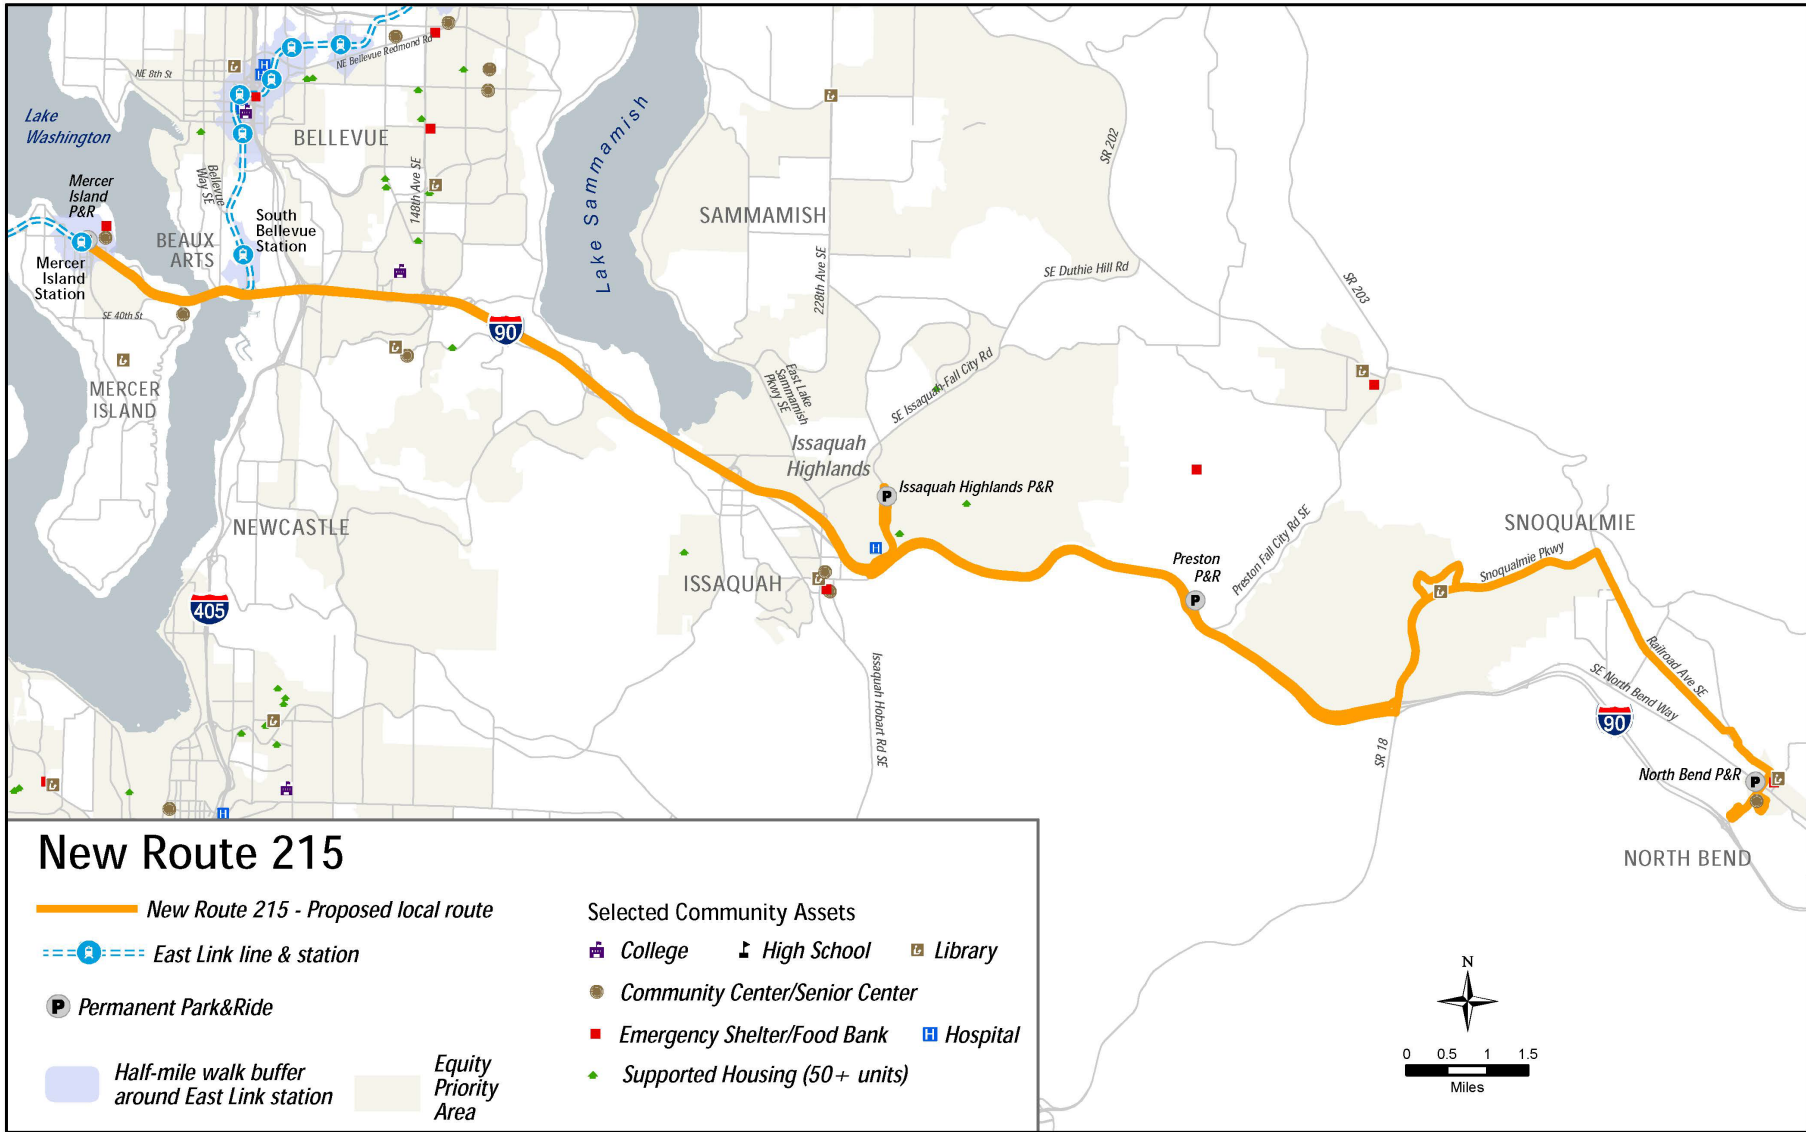 NE Bellevue Redmond Rd
NE 8th St
Lake
Washington
BELLEVUE
Lake Sammamish
SR 202
148th Ave SE
Bellevue
Way SE
Mercer
Island
P&R
SAMMAMISH
South
Bellevue
Station
BEAUX
ARTS
Mercer
Island
Station
SE 40th St
228th Ave SE
SE Duthie Hill Rd
SR 203
90
MERCER
ISLAND
East Lake
Sammamish
Pkwy SE
SE Issaquah-Fall City Rd
Issaquah
Highlands
P
Issaquah Highlands P&R
NEWCASTLE
ISSAQUAH
H
H
H
405
Preston
P&R
P
Preston Fall City Rd SE
SNOQUALMIE
Snoqualmie Pkwy
Issaquah Hobart Rd SE
Railroad Ave SE
SE North Bend Way
90
SR 18
North Bend P&R
P
NORTH BEND
H
New Route 215
New Route 215 - Proposed local route
East Link line & station
P Permanent Park&Ride
Half-mile walk buffer
around East Link station
Equity
Priority
Area
Selected Community Assets
College
High School
Library
Community Center/Senior Center
Emergency Shelter/Food Bank
H Hospital
Supported Housing (50+ units)
N
0 0.5 1 1.5
Miles